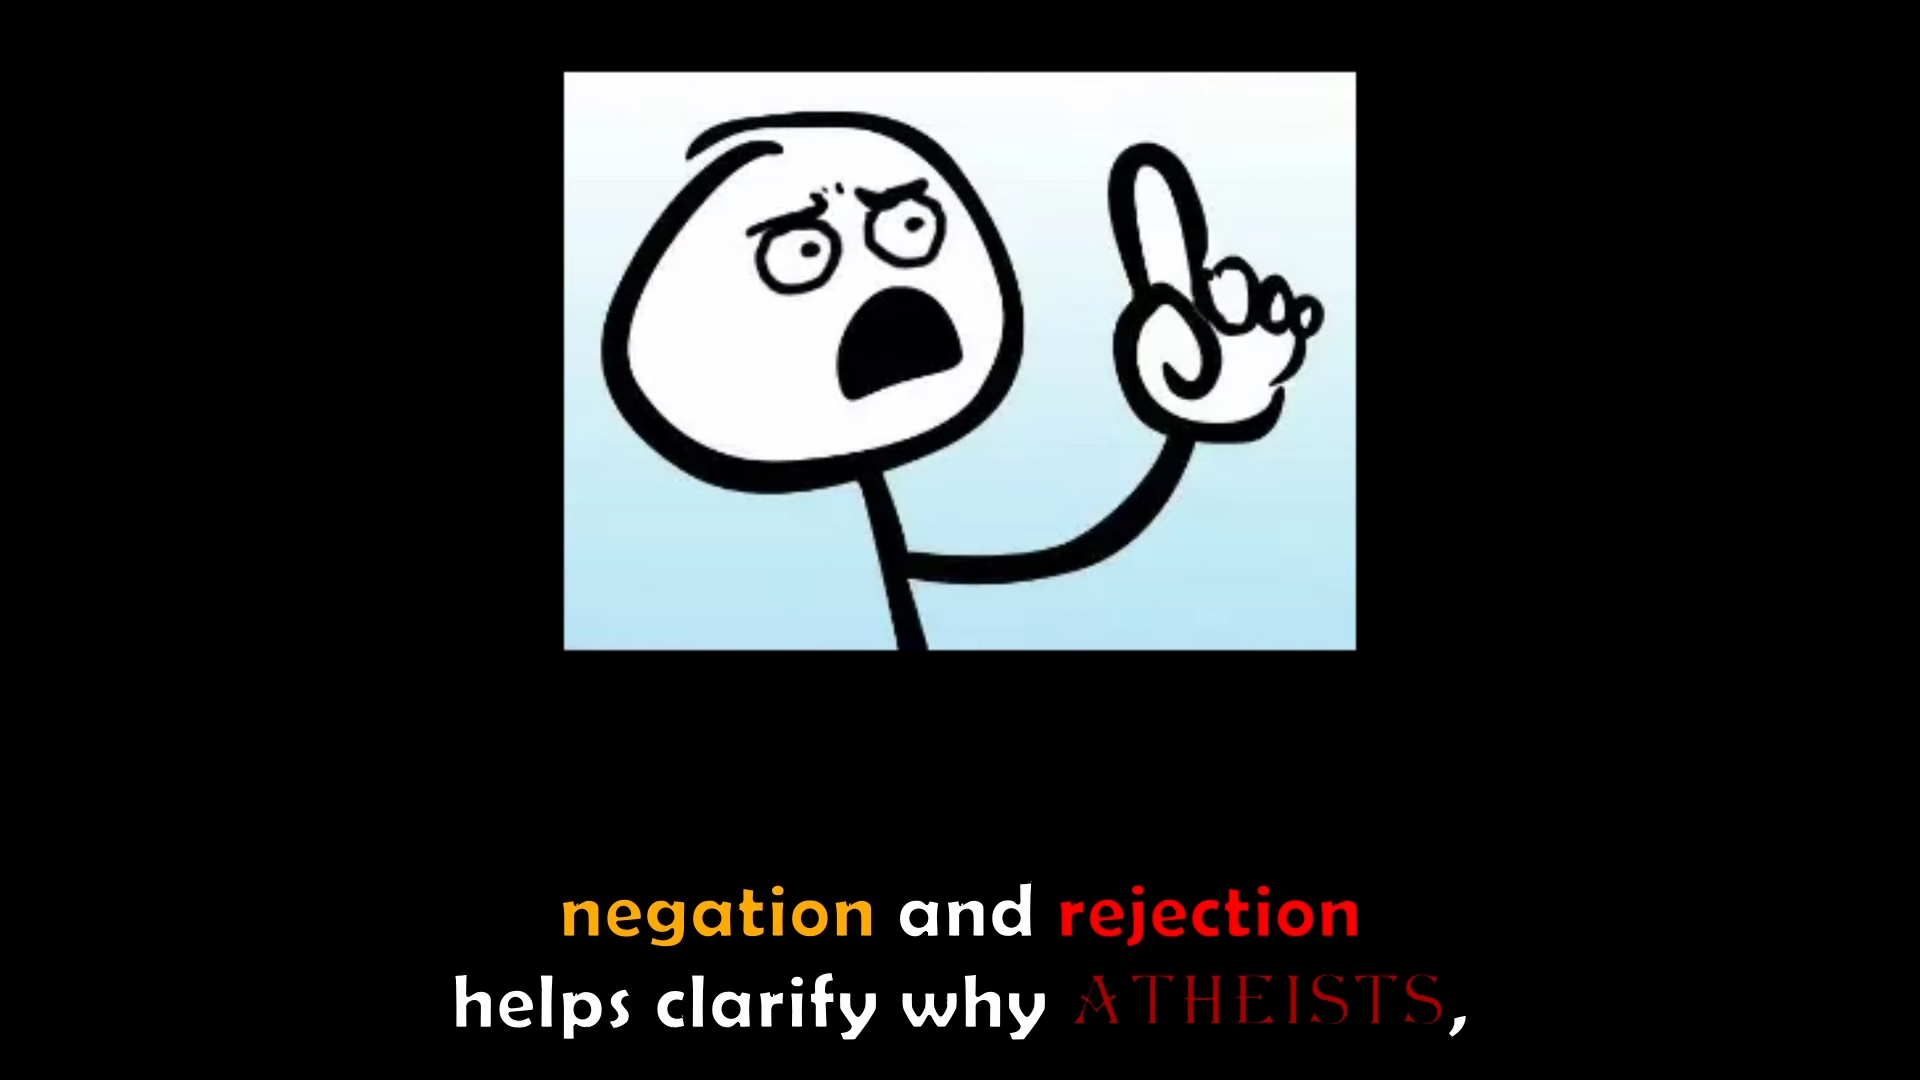 negation and rejection
helps clarify why ATHEISTS,